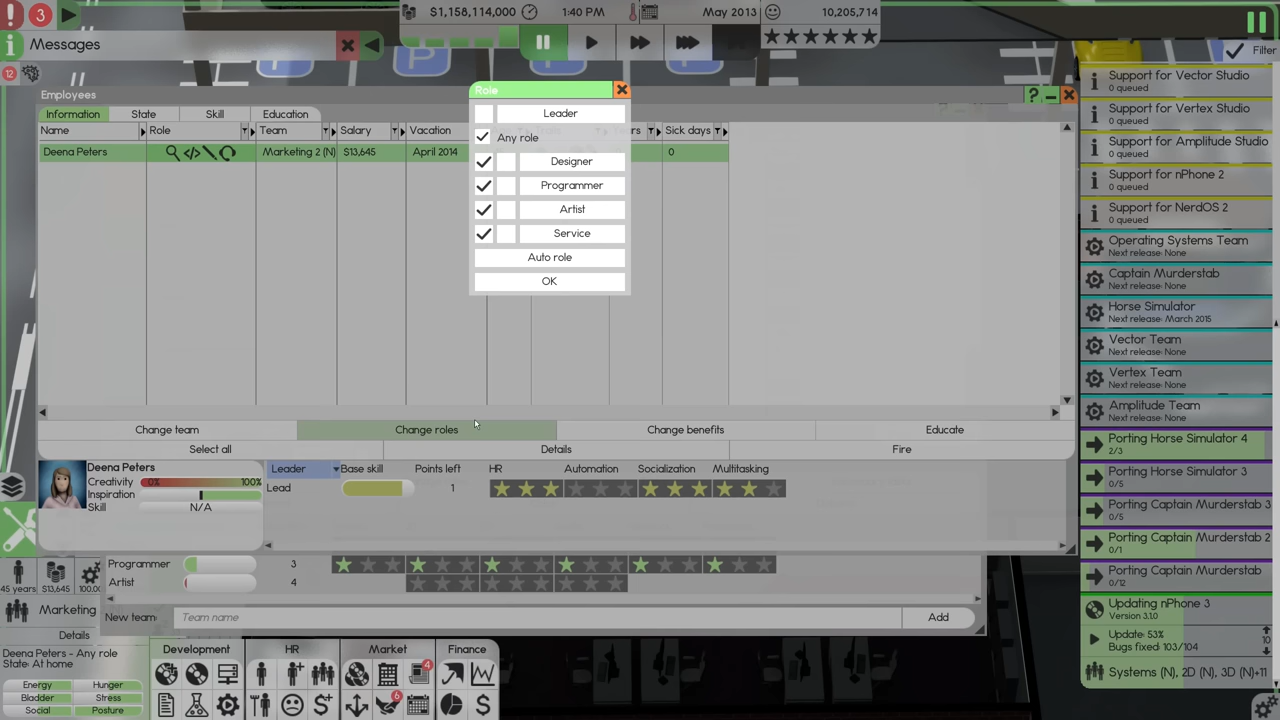 3
$1,158,114,000
1:40 PM
May 2013
10,205,714
Messages
Filter
12
Employees
Information
State
Skill
Education
Name
Role
Team
Salary
Vacation
Sick days
Deena Peters
Marketing 2 (N)
$13,645
April 2014
0
Role
Leader
Any role
Designer
Programmer
Artist
Service
Auto role
OK
Change team
Change roles
Change benefits
Educate
Select all
Details
Fire
Deena Peters
Creativity
0%
100%
Inspiration
Skill
N/A
Leader
Base skill
Points left
HR
Automation
Socialization
Multitasking
Lead
1
Programmer
3
Artist
4
New team
Team name
Add
45 years
$13,645
100.00
Marketing
Details
Deena Peters - Any role
State: At home
Energy
Hunger
Bladder
Stress
Social
Posture
Development
HR
Market
Finance
4
6
Support for Vector Studio
0 queued
Support for Vertex Studio
0 queued
Support for Amplitude Studio
0 queued
Support for nPhone 2
0 queued
Support for NerdOS 2
0 queued
Operating Systems Team
Next release: None
Captain Murderstab
Next release: None
Horse Simulator
Next release: March 2015
Vector Team
Next release: None
Vertex Team
Next release: None
Amplitude Team
Next release: None
Porting Horse Simulator 4
2/3
Porting Horse Simulator 3
0/5
Porting Captain Murderstab 3
0/5
Porting Captain Murderstab 2
0/1
Porting Captain Murderstab
0/12
Updating nPhone 3
Version 3.1.0
Update: 53%
Bugs fixed: 103/104
10
Systems (N), 2D (N), 3D (N)+11